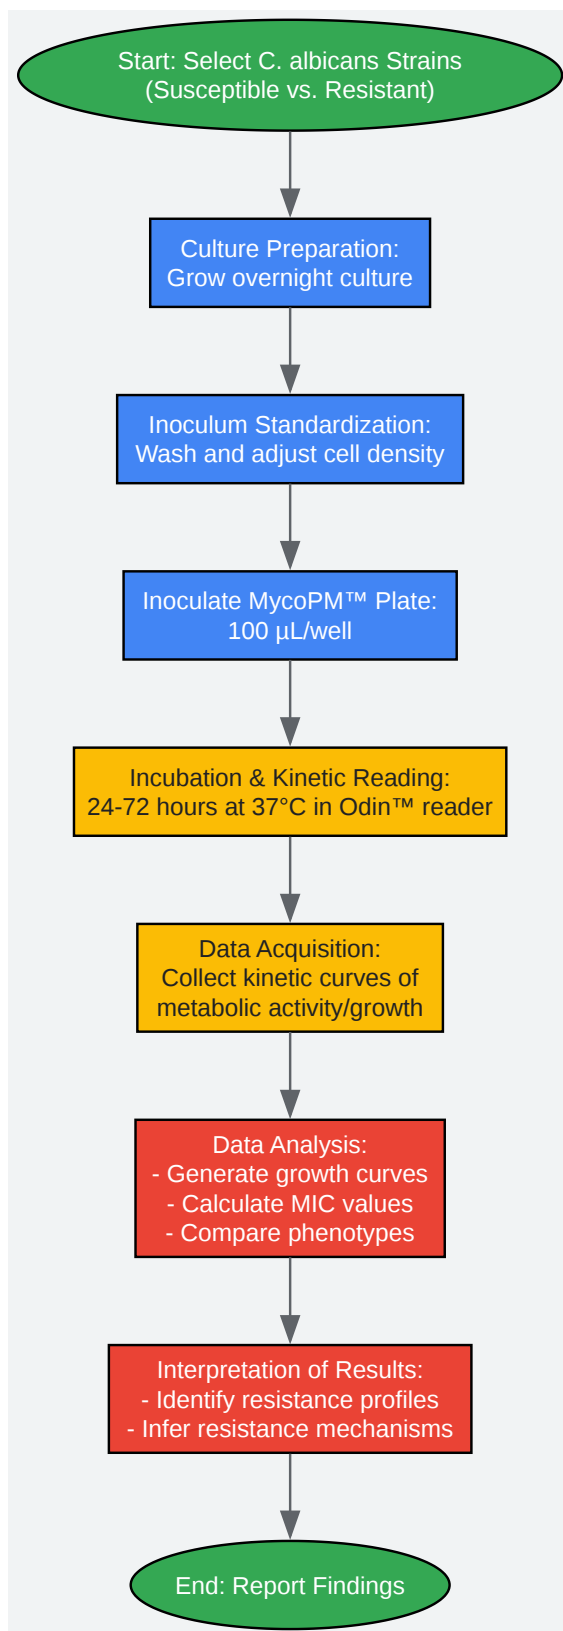 Start: Select C. albicans Strains
(Susceptible vs. Resistant)
Culture Preparation:
Grow overnight culture
Inoculum Standardization:
Wash and adjust cell density
Inoculate MycoPM™ Plate:
100 µL/well
Incubation & Kinetic Reading:
24-72 hours at 37°C in Odin™ reader
Data Acquisition:
Collect kinetic curves of
metabolic activity/growth
Data Analysis:
- Generate growth curves
- Calculate MIC values
- Compare phenotypes
Interpretation of Results:
- Identify resistance profiles
- Infer resistance mechanisms
End: Report Findings